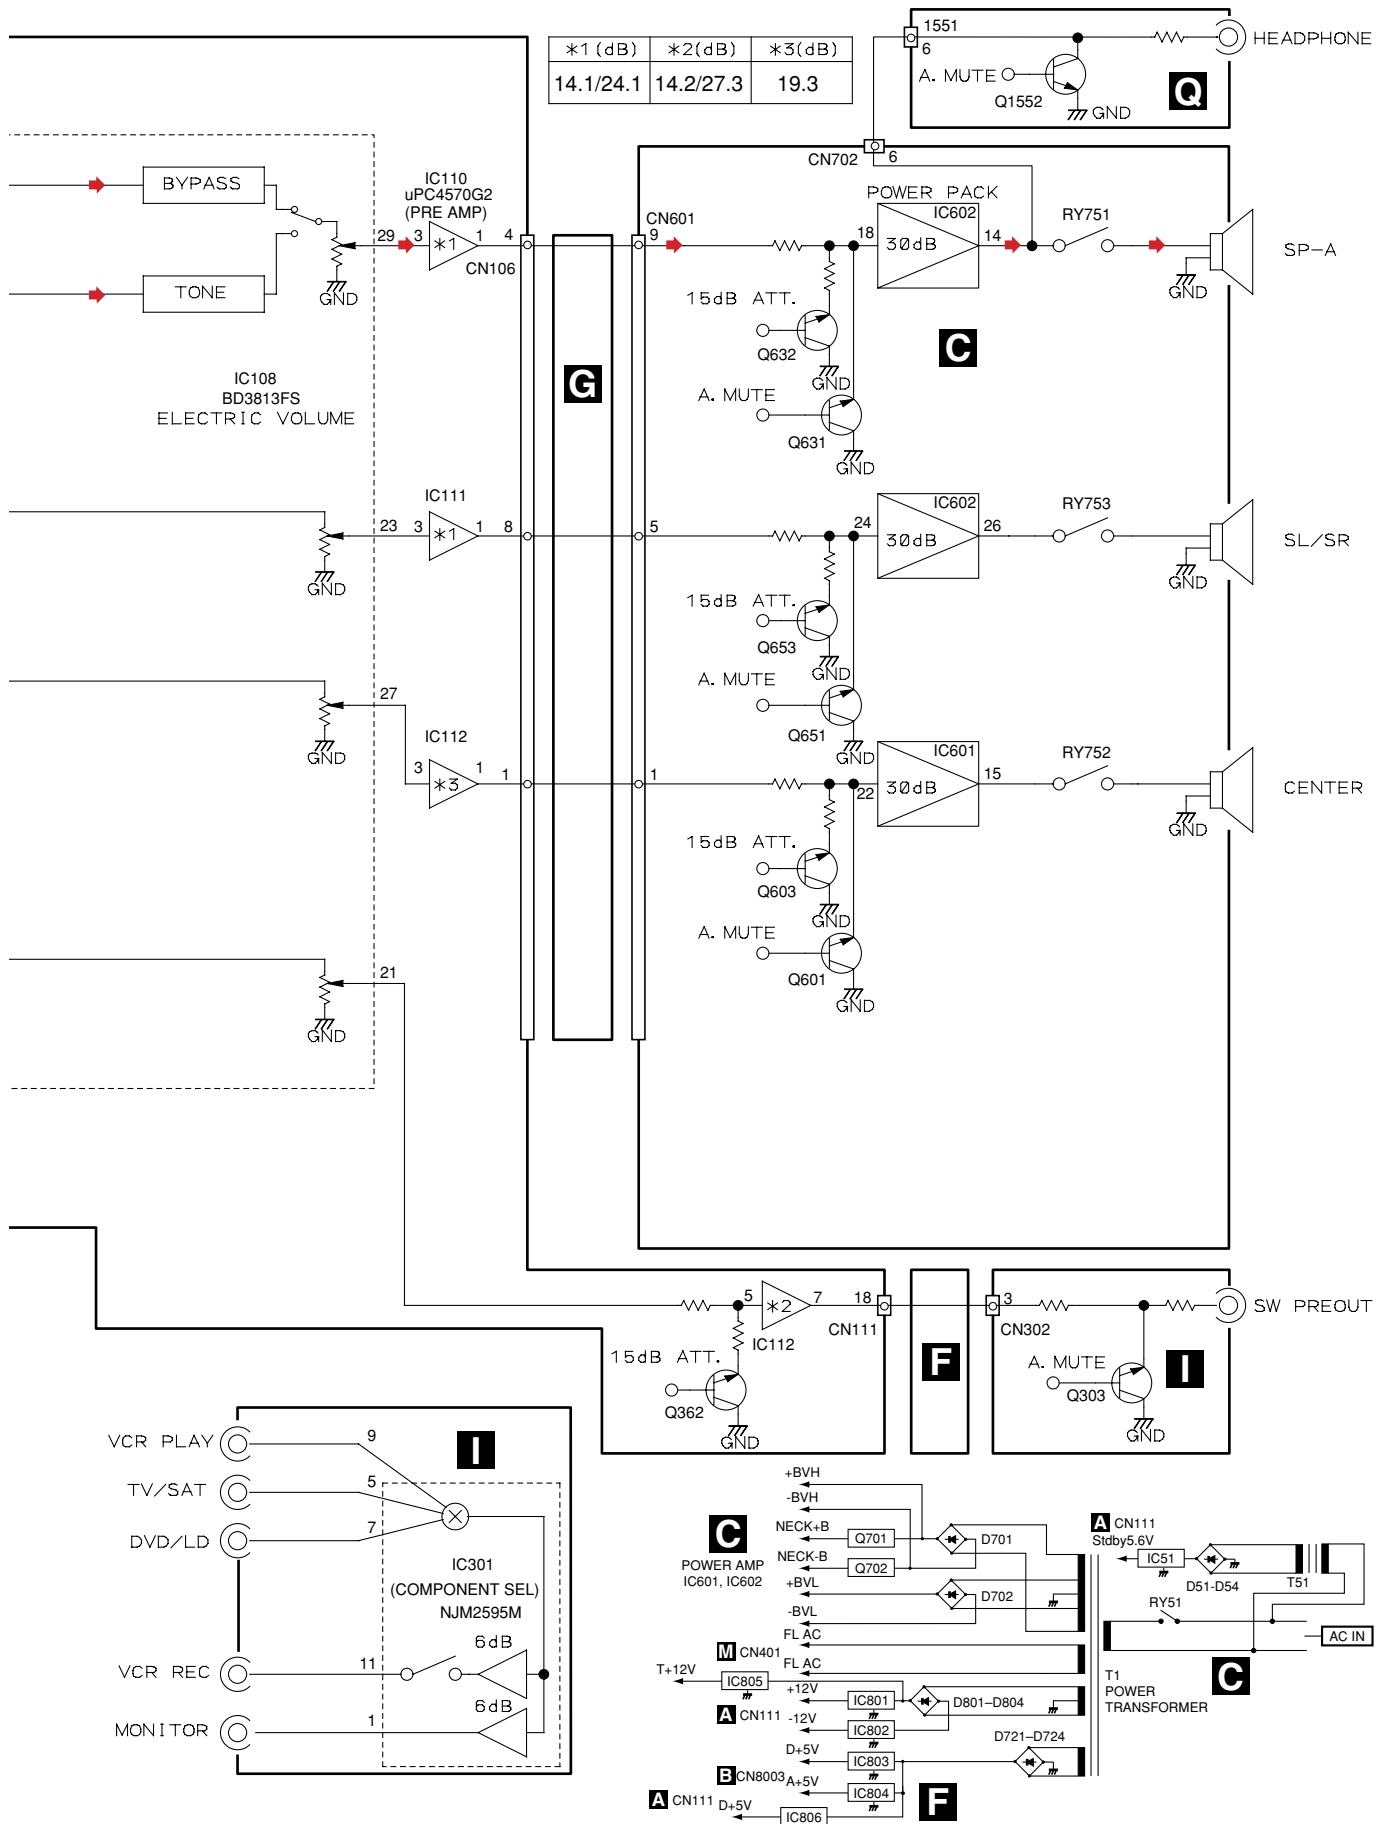 1551
6
HEADPHONE
A. MUTE
Q1552
GND
Q
*1(dB) *2(dB) *3(dB)
14.1/24.1 14.2/27.3 19.3
CN702
6
BYPASS
TONE
29
3
IC110
uPC4570G2
(PRE AMP)
*1
1
4
CN106
GND
CN601
9
POWER PACK
IC602
18
30dB
14
RY751
SP-A
GND
15dB ATT.
Q632
GND
C
A. MUTE
Q631
GND
G
IC108
BD3813FS
ELECTRIC VOLUME
IC111
23
3
*1
1
8
GND
5
24
IC602
30dB
26
RY753
SL/SR
GND
15dB ATT.
Q653
GND
A. MUTE
Q651
GND
27
GND
IC112
3
*3
1
1
1
22
IC601
30dB
15
RY752
CENTER
GND
15dB ATT.
Q603
GND
A. MUTE
Q601
GND
21
GND
5
*2
7
IC112
18
CN111
15dB ATT.
Q362
GND
F
3
CN302
SW PREOUT
A. MUTE
Q303
GND
I
VCR PLAY
9
I
TV/SAT
5
DVD/LD
7
IC301
(COMPONENT SEL)
NJM2595M
6dB
VCR REC
11
6dB
MONITOR
1
+BVH
-BVH
C
POWER AMP
IC601, IC602
NECK+B
Q701
D701
NECK-B
Q702
+BVL
D702
-BVL
FL AC
M CN401
FL AC
T+12V
IC805
+12V
IC801
D801–D804
A CN111
-12V
IC802
D721–D724
D+5V
IC803
B CN8003
A+5V
IC804
A CN111
D+5V
IC806
F
A CN111
Stdby5.6V
IC51
D51-D54
T51
RY51
AC IN
C
T1
POWER
TRANSFORMER